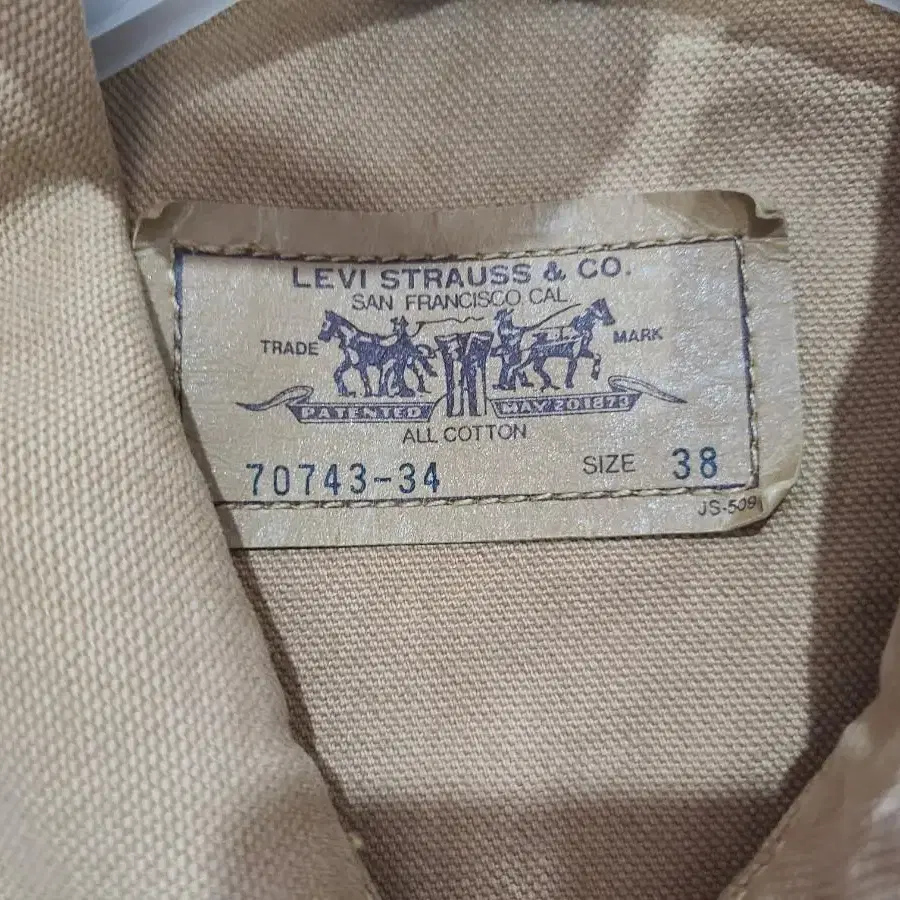 LEVI STRAUSS & CO.
SAN FRANCISCO, CAL.
TRADE MARK
PATENTED MAY 20 1873
ALL COTTON
70743-34 SIZE 38
JS-509